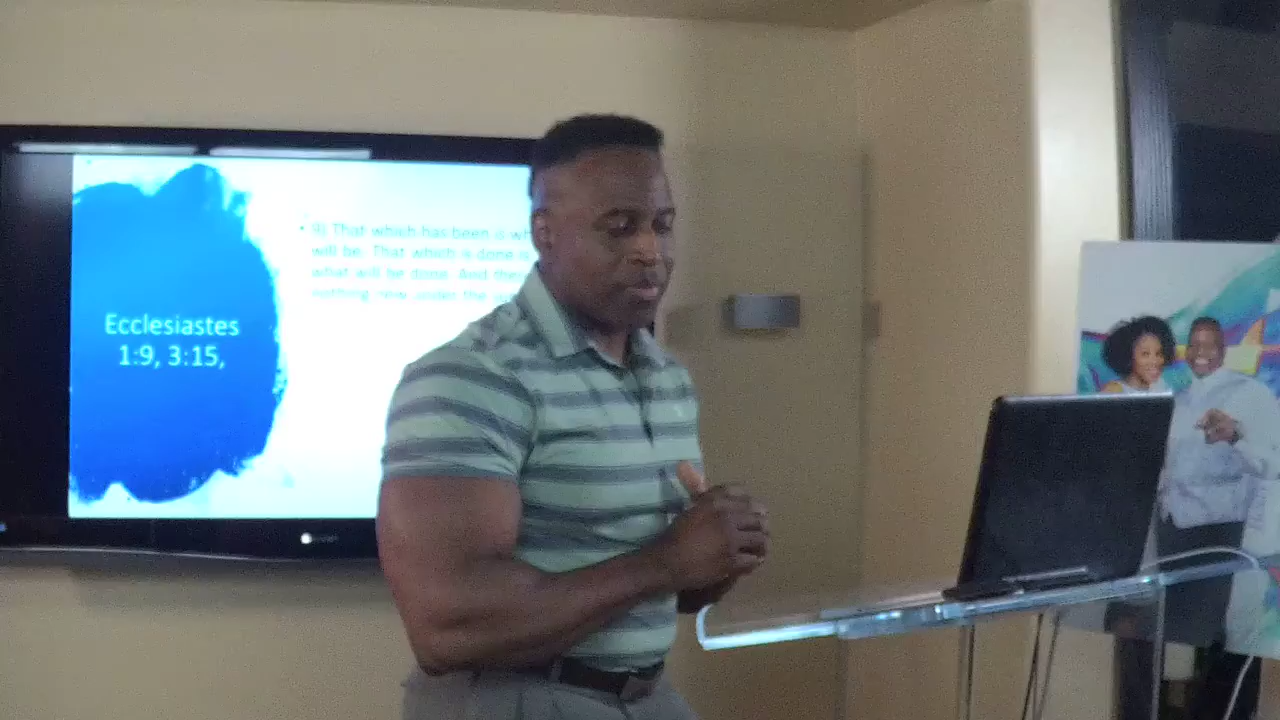 Ecclesiastes
1:9, 3:15,
• 9) That which has been is wh
will be. That which is done is
what will be done. And ther
nothing new under the